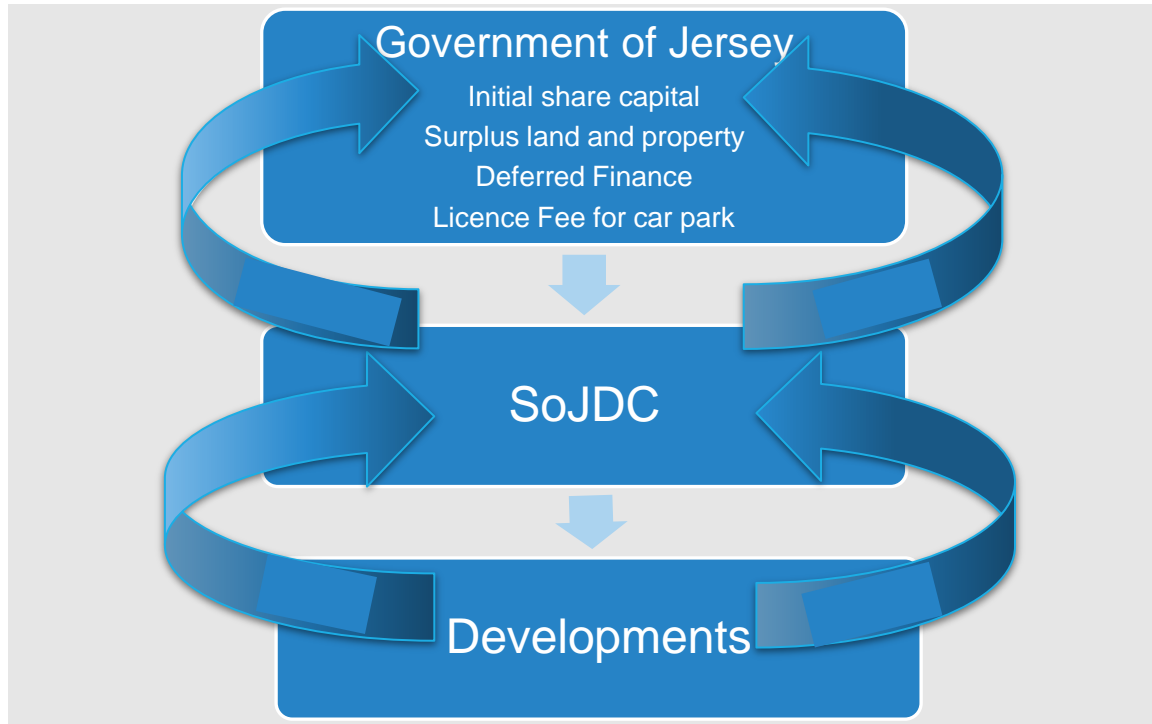 Government of Jersey
Initial share capital
Surplus land and property
Deferred Finance
Licence Fee for car park
SoJDC
Developments